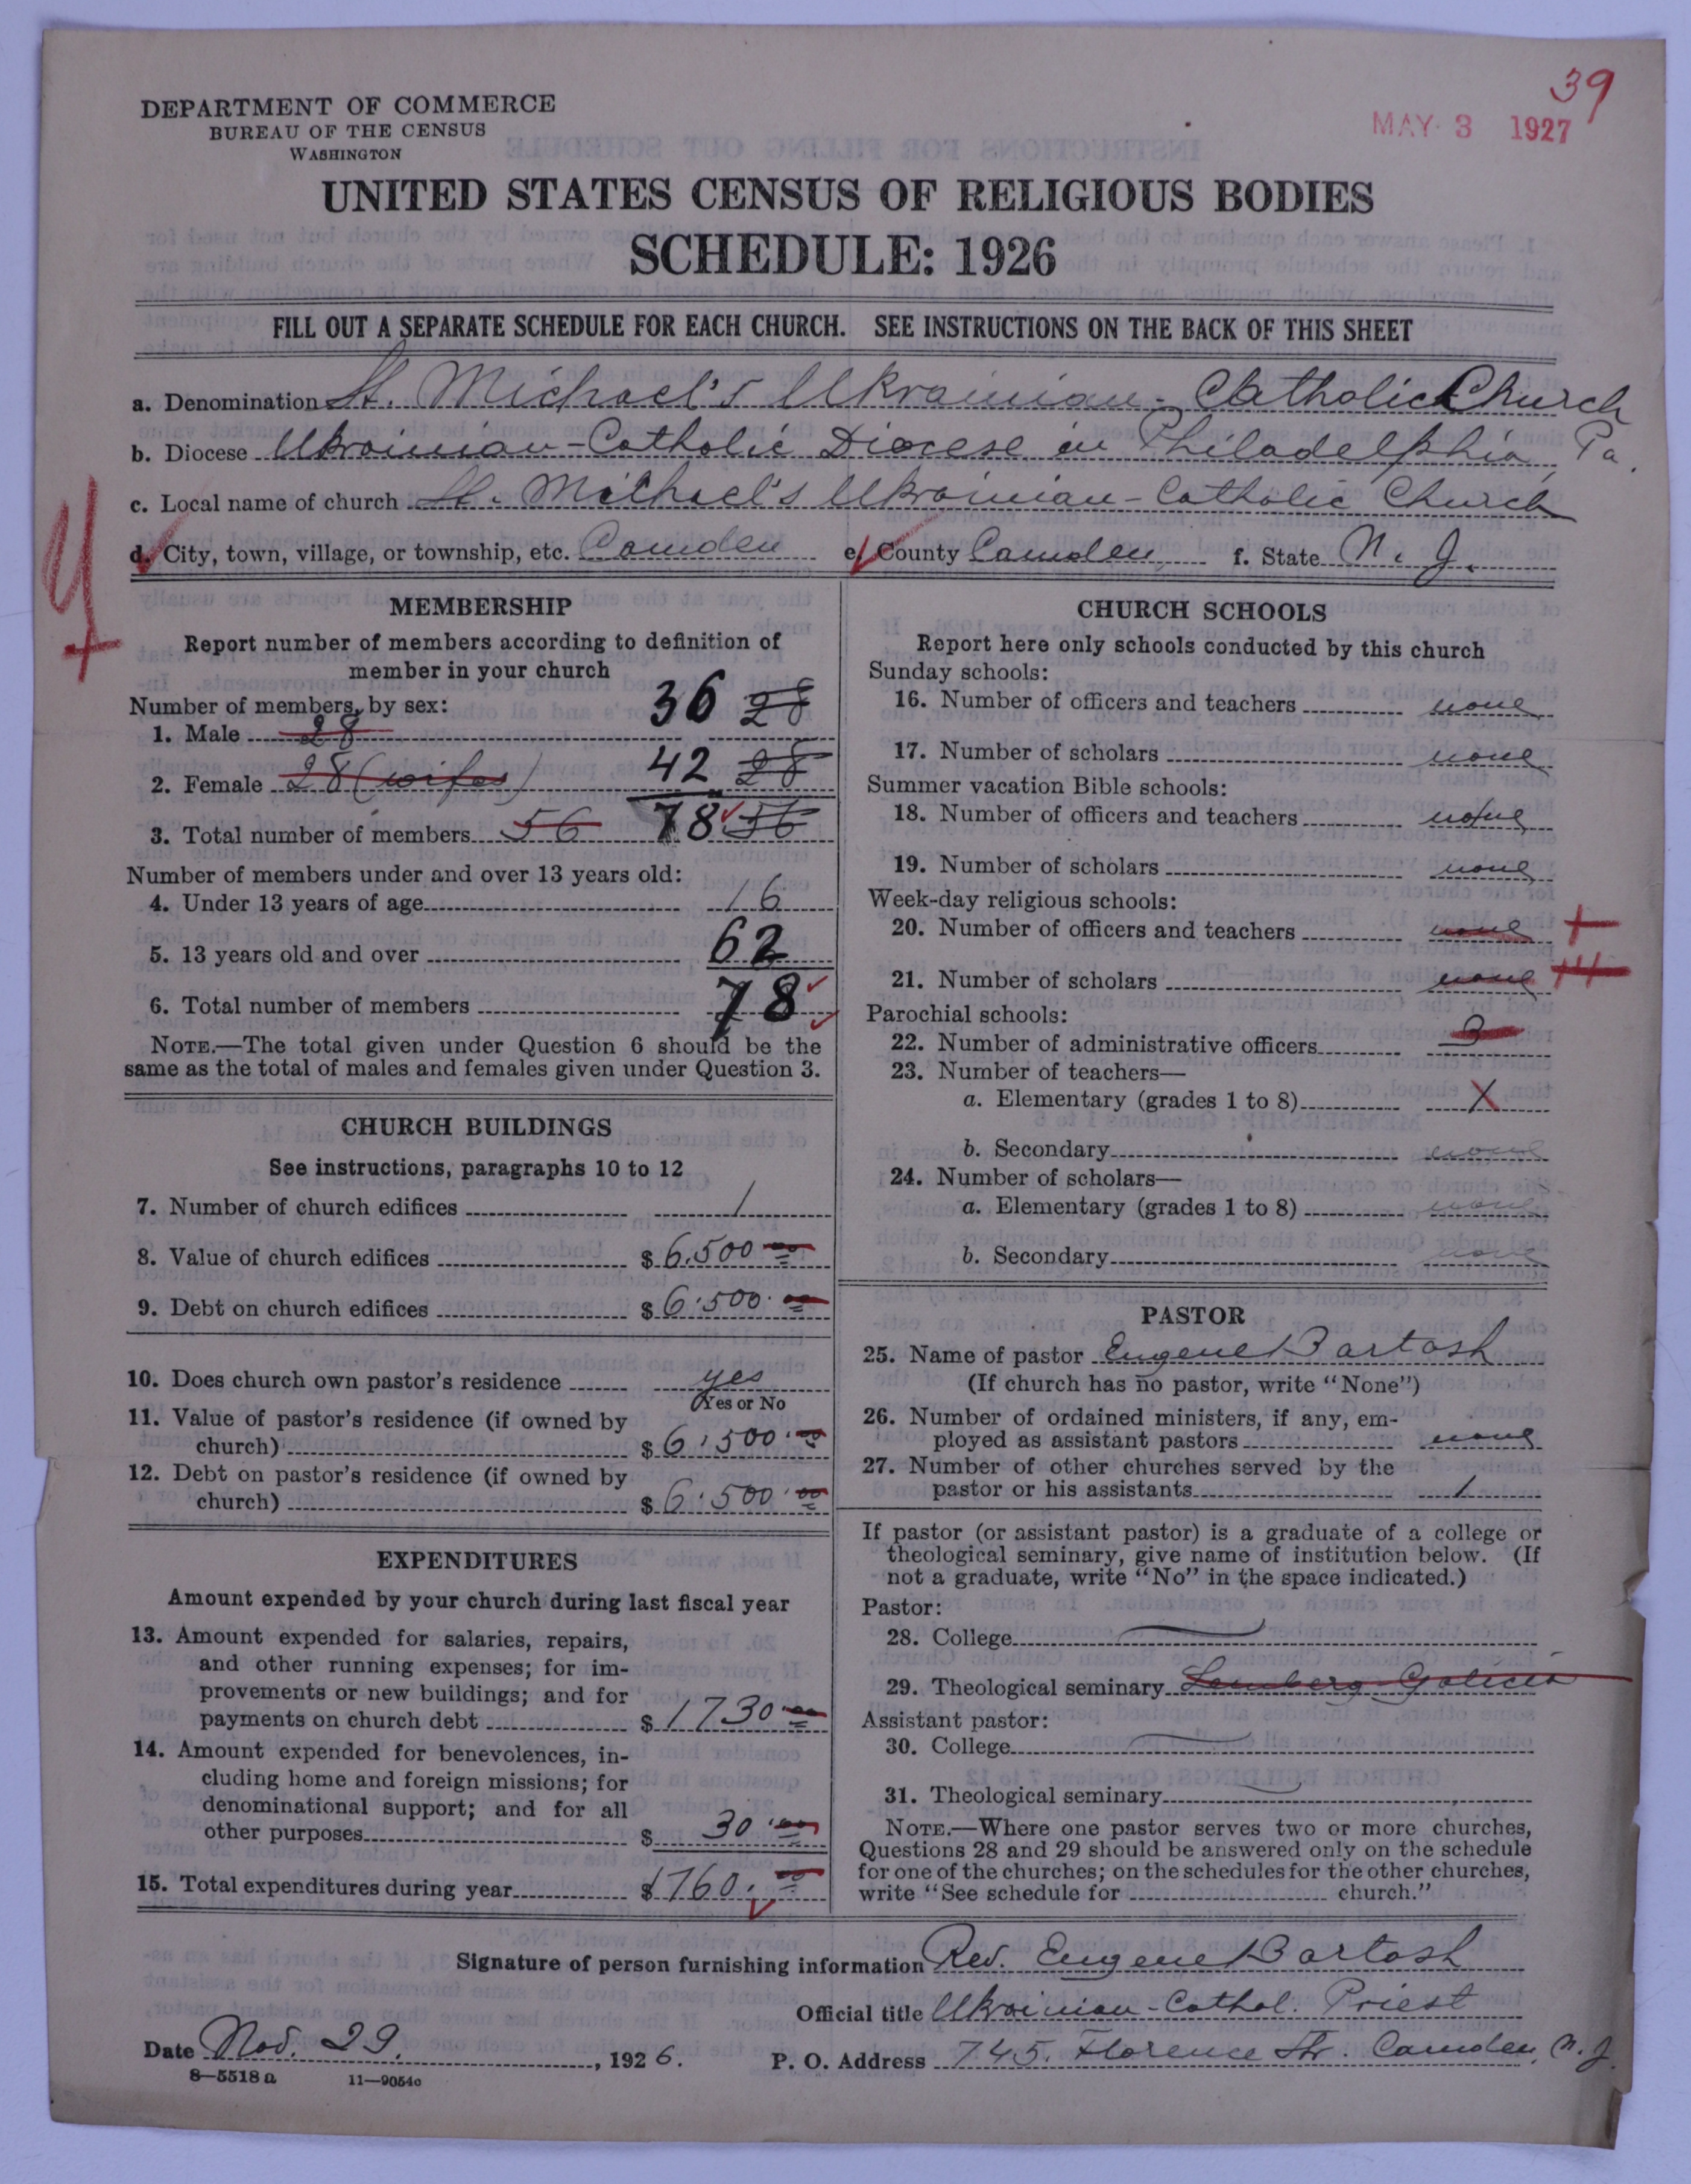 39
MAY 3 1927
DEPARTMENT OF COMMERCE
BUREAU OF THE CENSUS
WASHINGTON
UNITED STATES CENSUS OF RELIGIOUS BODIES
SCHEDULE: 1926
FILL OUT A SEPARATE SCHEDULE FOR EACH CHURCH. SEE INSTRUCTIONS ON THE BACK OF THIS SHEET
a. Denomination St. Michael's Ukrainian-Catholic Church
b. Diocese Ukrainian-Catholic Diocese in Philadelphia, Pa.
c. Local name of church St. Michael's Ukrainian-Catholic Church
d. City, town, village, or township, etc. Camden e. County Camden f. State N. J.
MEMBERSHIP
Report number of members according to definition of
member in your church
Number of members, by sex:
1. Male 28 36 28
2. Female 28 (wifes) 42 28
3. Total number of members 56 78 56
Number of members under and over 13 years old:
4. Under 13 years of age 16
5. 13 years old and over 62
6. Total number of members 78
NOTE.—The total given under Question 6 should be the
same as the total of males and females given under Question 3.
CHURCH BUILDINGS
See instructions, paragraphs 10 to 12
7. Number of church edifices 1
8. Value of church edifices $ 6.500 00
9. Debt on church edifices $ 6.500. 00
10. Does church own pastor's residence yes
Yes or No
11. Value of pastor's residence (if owned by
church) $ 6.500.00
12. Debt on pastor's residence (if owned by
church) $ 6.500.00
EXPENDITURES
Amount expended by your church during last fiscal year
13. Amount expended for salaries, repairs,
and other running expenses; for im-
provements or new buildings; and for
payments on church debt $ 1730 00
14. Amount expended for benevolences, in-
cluding home and foreign missions; for
denominational support; and for all
other purposes $ 30.00
15. Total expenditures during year $ 1760. 00
CHURCH SCHOOLS
Report here only schools conducted by this church
Sunday schools:
16. Number of officers and teachers none
17. Number of scholars none
Summer vacation Bible schools:
18. Number of officers and teachers none
19. Number of scholars none
Week-day religious schools:
20. Number of officers and teachers none
21. Number of scholars none
Parochial schools:
22. Number of administrative officers
23. Number of teachers—
a. Elementary (grades 1 to 8) X
b. Secondary none
24. Number of scholars—
a. Elementary (grades 1 to 8) none
b. Secondary none
PASTOR
25. Name of pastor Eugene Bartosh
(If church has no pastor, write "None")
26. Number of ordained ministers, if any, em-
ployed as assistant pastors none
27. Number of other churches served by the
pastor or his assistants 1
If pastor (or assistant pastor) is a graduate of a college or
theological seminary, give name of institution below. (If
not a graduate, write "No" in the space indicated.)
Pastor:
28. College
29. Theological seminary Lemberg-Galicia
Assistant pastor:
30. College
31. Theological seminary
NOTE.—Where one pastor serves two or more churches,
Questions 28 and 29 should be answered only on the schedule
for one of the churches; on the schedules for the other churches,
write "See schedule for church."
Signature of person furnishing information Rev. Eugene Bartosh
Official title Ukrainian-Cathol. Priest
Date Nov. 29. , 1926. P. O. Address 745. Florence Str. Camden, N. J.
8—5518 a 11—9054c